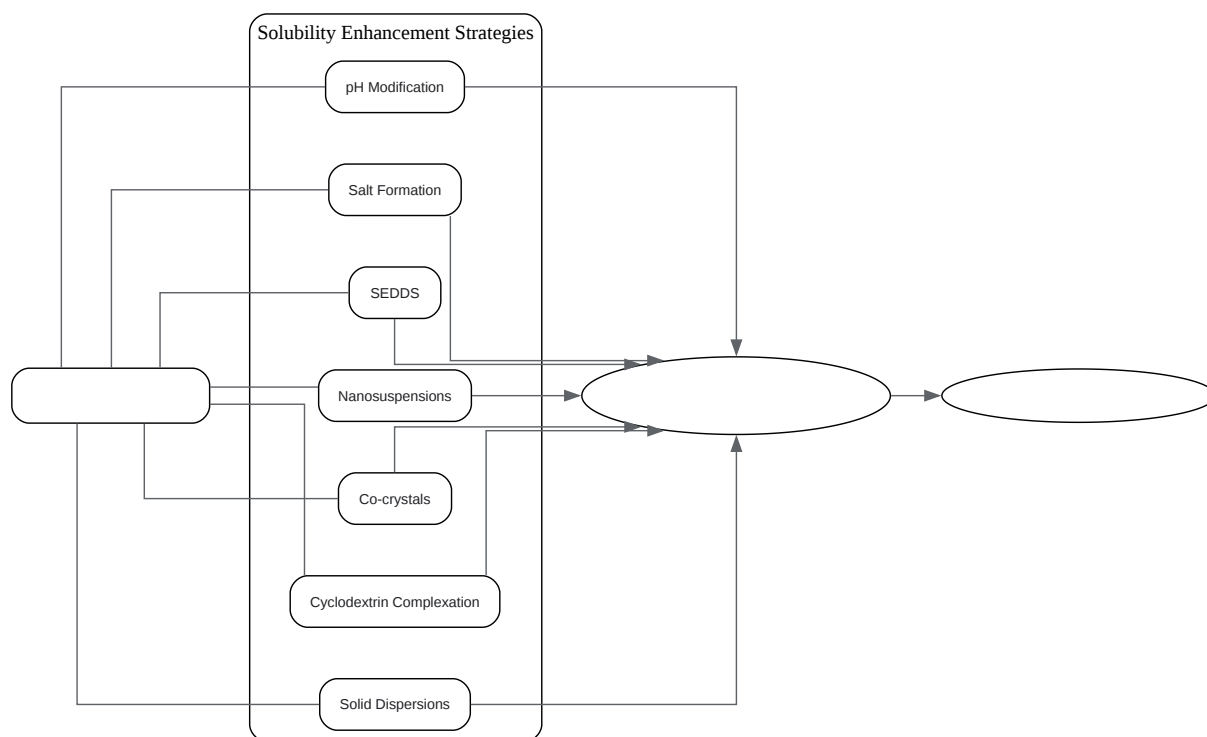 Solubility Enhancement Strategies
pH Modification
Salt Formation
SEDDS
Nanosuspensions
Co-crystals
Cyclodextrin Complexation
Solid Dispersions